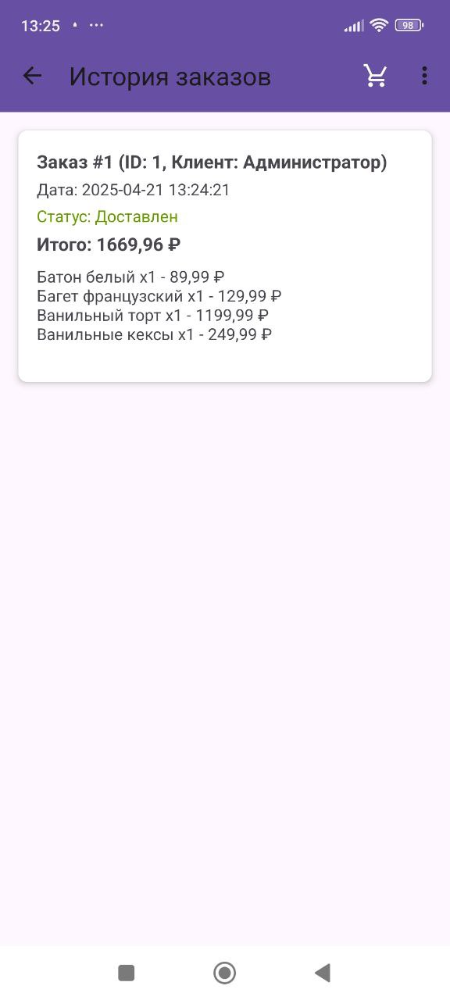 13:25
98
История заказов
Заказ #1 (ID: 1, Клиент: Администратор)
Дата: 2025-04-21 13:24:21
Статус: Доставлен
Итого: 1669,96 ₽
Батон белый x1 - 89,99 ₽
Багет французский x1 - 129,99 ₽
Ванильный торт x1 - 1199,99 ₽
Ванильные кексы x1 - 249,99 ₽